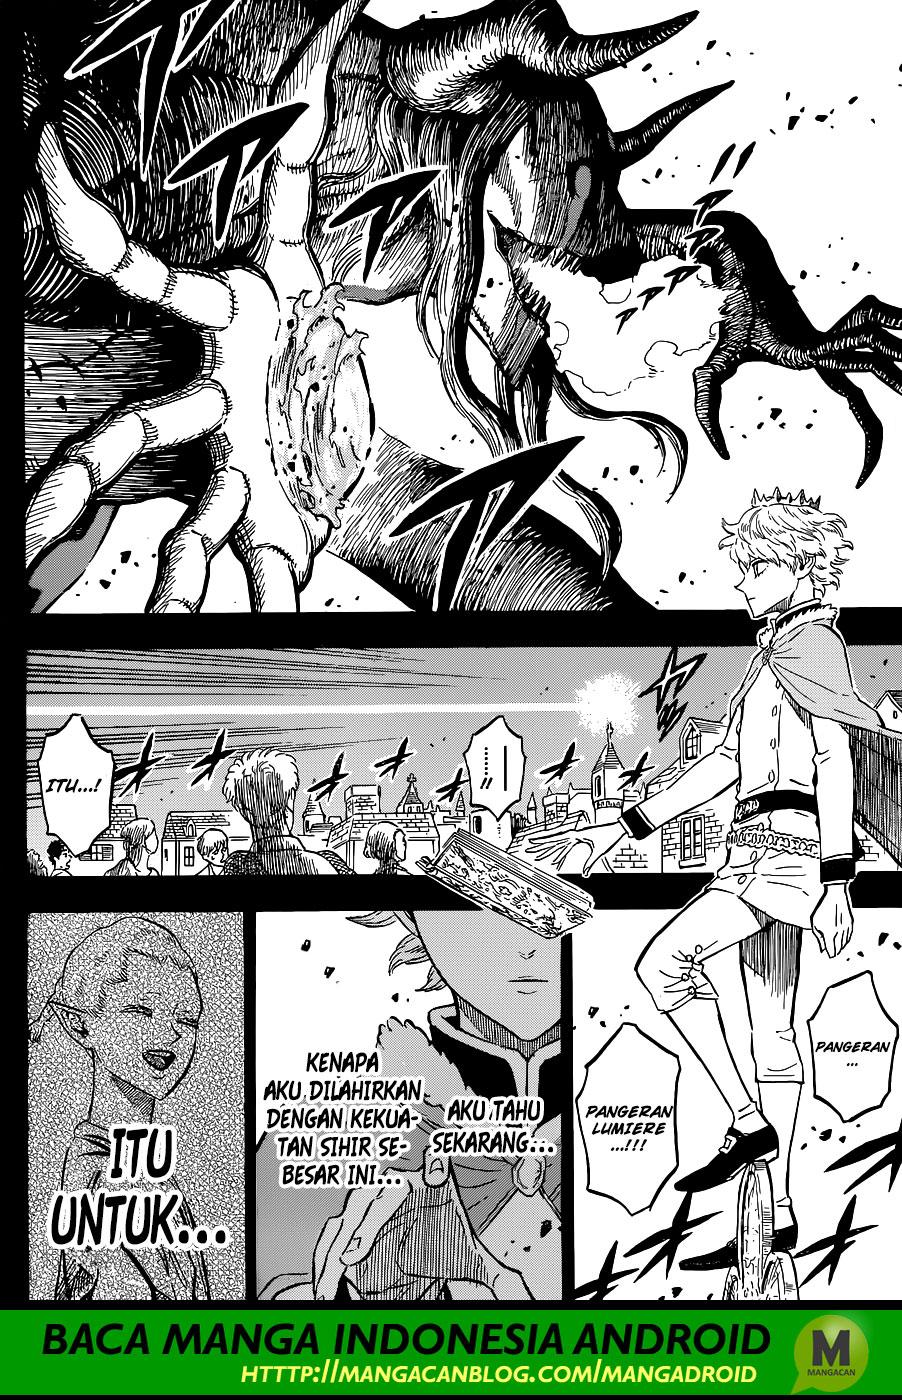 ITU...!
PANGERAN
...
PANGERAN
LUMIERE
...!!!
AKU TAHU
SEKARANG...
KENAPA
AKU DILAHIRKAN
DENGAN KEKUA-
TAN SIHIR SE-
BESAR INI...
ITU
UNTUK...
BACA MANGA INDONESIA ANDROID
HTTTP://MANGACANBLOG.COM/MANGADROID
M
MANGACAN